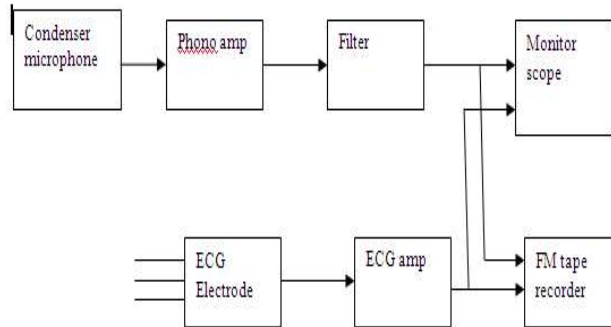 Condenser
microphone
Phono amp
Filter
Monitor
scope
ECG
Electrode
ECG amp
FM tape
recorder